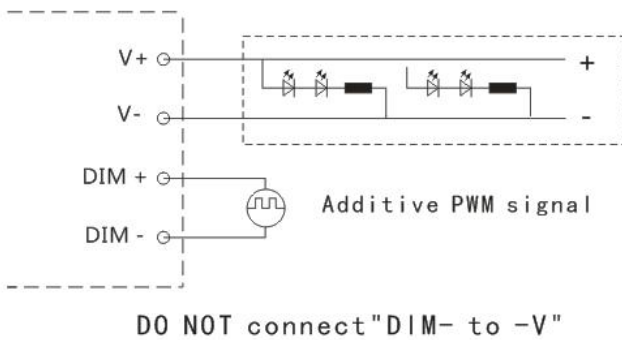 V+
+
V-
-
DIM +
Additive PWM signal
DIM -
DO NOT connect"DIM- to -V"